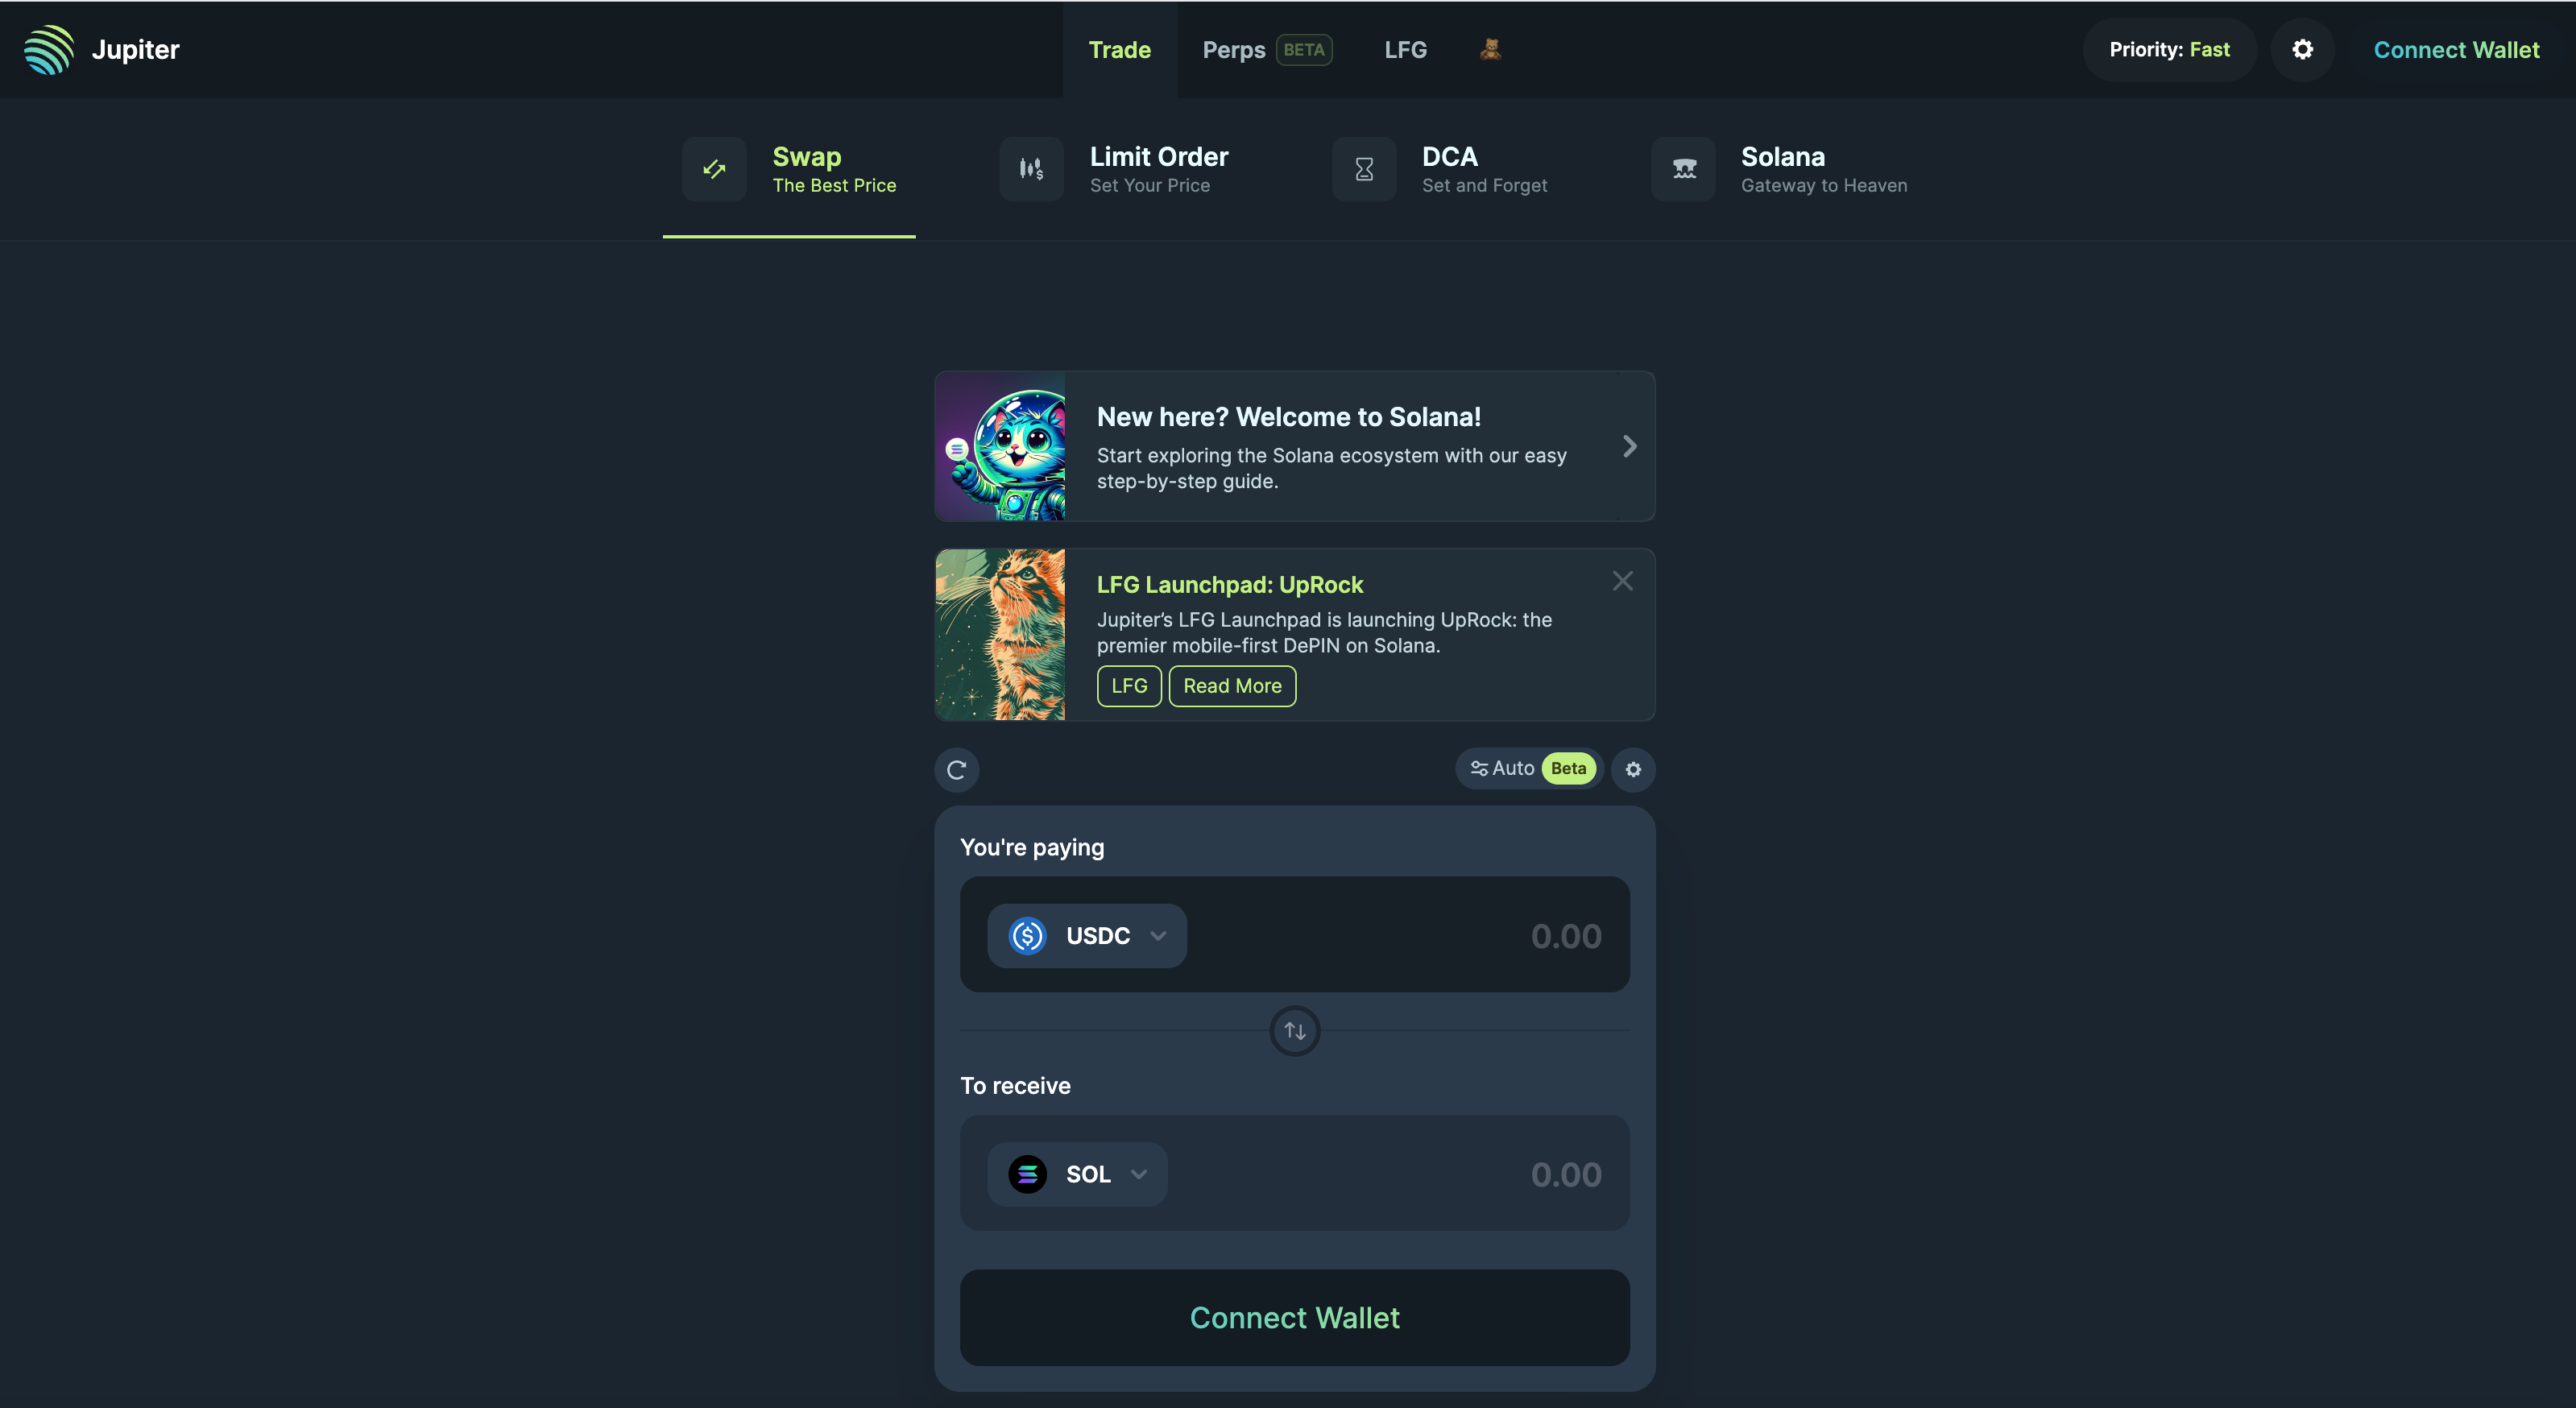 Jupiter
Trade
Perps BETA
LFG
Priority: Fast
Connect Wallet
Swap
The Best Price
Limit Order
Set Your Price
DCA
Set and Forget
Solana
Gateway to Heaven
New here? Welcome to Solana!
Start exploring the Solana ecosystem with our easy
step-by-step guide.
LFG Launchpad: UpRock
Jupiter’s LFG Launchpad is launching UpRock: the
premier mobile-first DePIN on Solana.
LFG
Read More
Auto Beta
You're paying
USDC
0.00
To receive
SOL
0.00
Connect Wallet